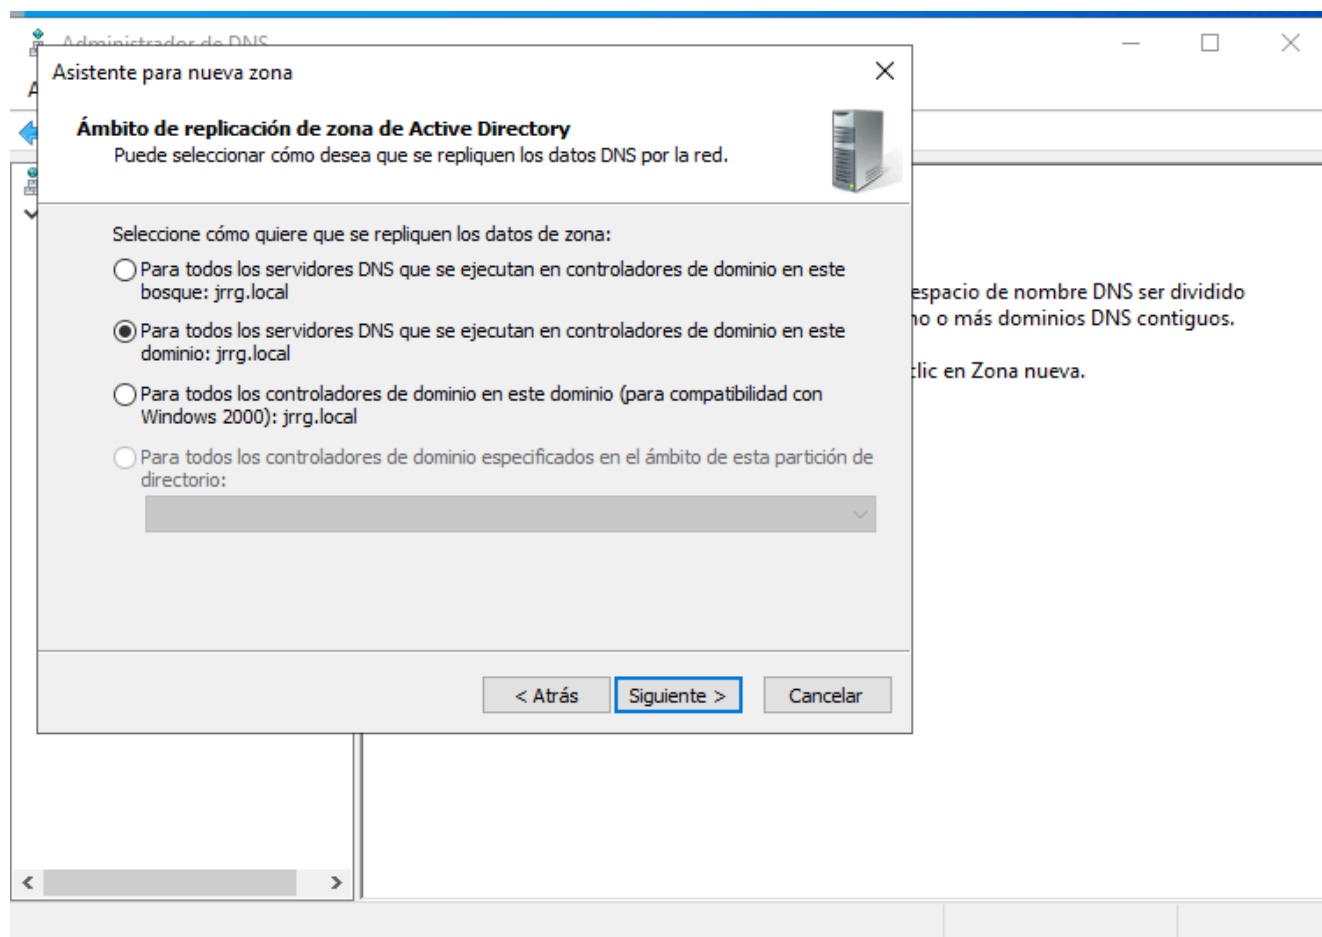 Administrador de DNS
Asistente para nueva zona
A
Ámbito de replicación de zona de Active Directory
Puede seleccionar cómo desea que se repliquen los datos DNS por la red.
Seleccione cómo quiere que se repliquen los datos de zona:
Para todos los servidores DNS que se ejecutan en controladores de dominio en este
bosque: jrrg.local
Para todos los servidores DNS que se ejecutan en controladores de dominio en este
dominio: jrrg.local
Para todos los controladores de dominio en este dominio (para compatibilidad con
Windows 2000): jrrg.local
Para todos los controladores de dominio especificados en el ámbito de esta partición de
directorio:
< Atrás
Siguiente >
Cancelar
espacio de nombre DNS ser dividido
o más dominios DNS contiguos.
en Zona nueva.